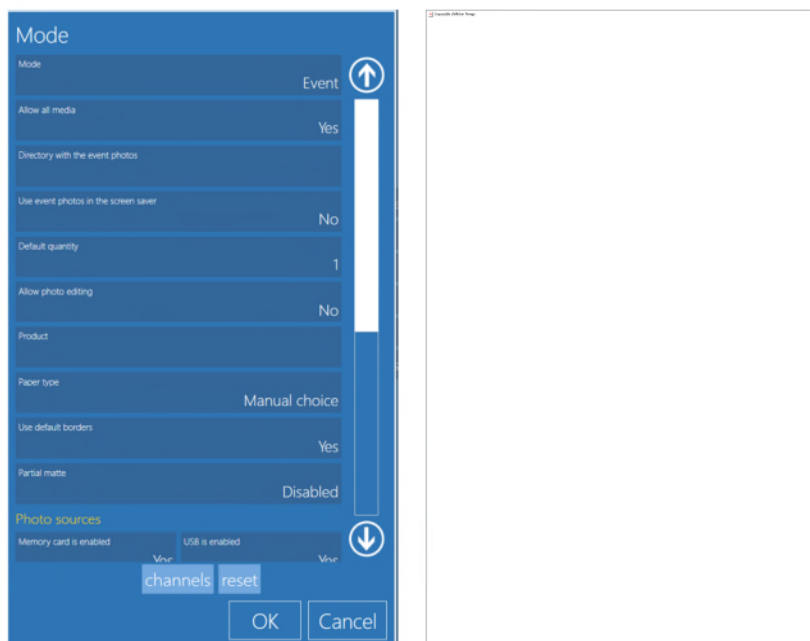 Mode
Mode
Event
Allow all media
Yes
Directory with the event photos
Use event photos in the screen saver
No
Default quantity
1
Allow photo editing
No
Product
Paper type
Manual choice
Use default borders
Yes
Partial matte
Disabled
Photo sources
Memory card is enabled
Yes
USB is enabled
Yes
channels reset
OK Cancel